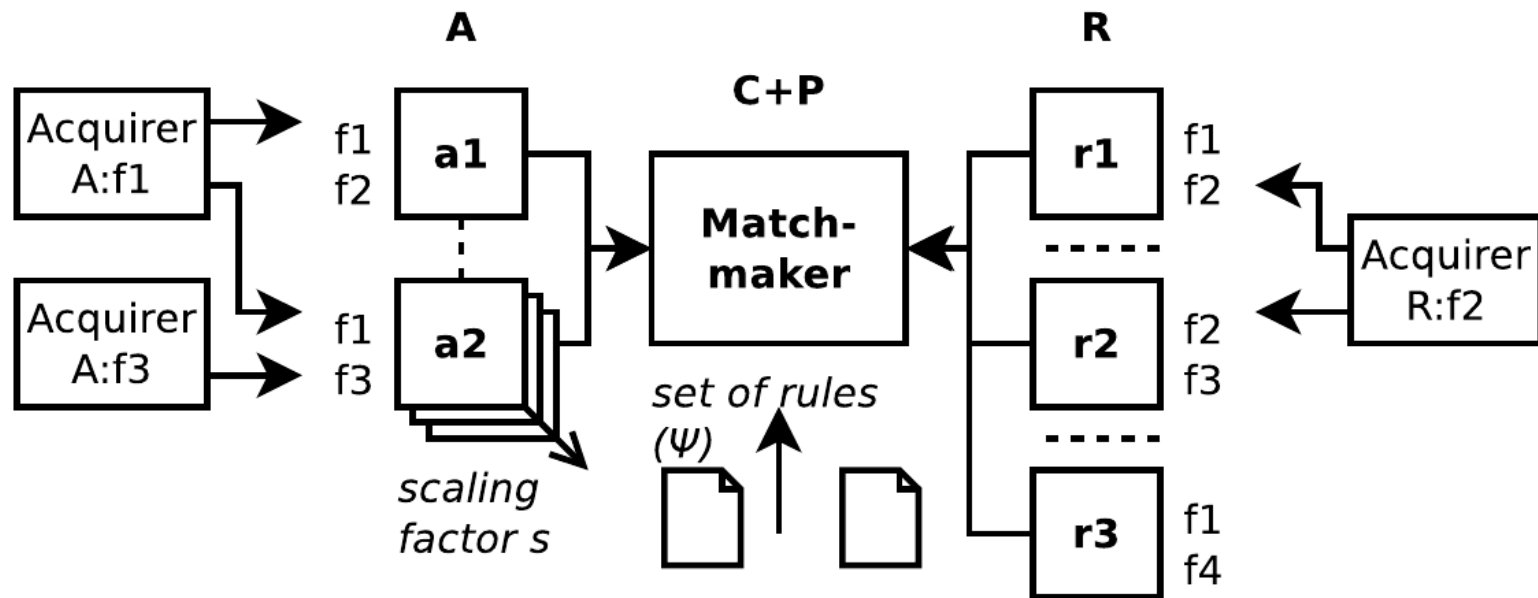 A
R
C+P
Acquirer
A:f1
f1
f2
a1
Match-
maker
r1
f1
f2
Acquirer
A:f3
f1
f3
a2
r2
f2
f3
Acquirer
R:f2
set of rules
(Ψ)
scaling
factor s
r3
f1
f4